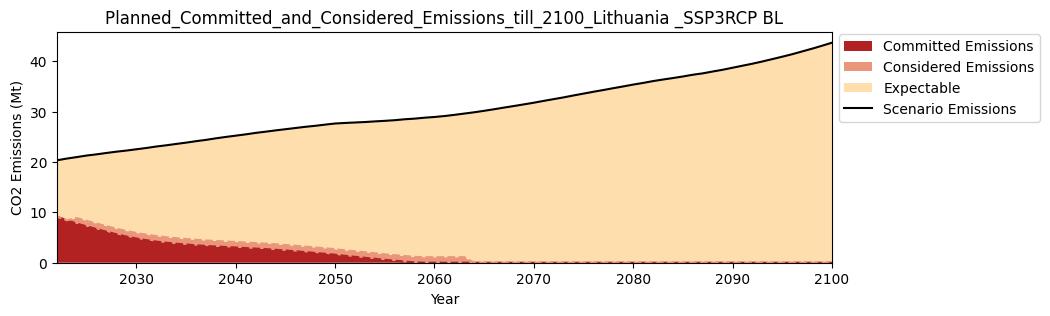 Planned_Committed_and_Considered_Emissions_till_2100_Lithuania _SSP3RCP BL
Committed Emissions
Considered Emissions
Expectable
Scenario Emissions
CO2 Emissions (Mt)
40
30
20
10
0
2030 2040 2050 2060 2070 2080 2090 2100
Year